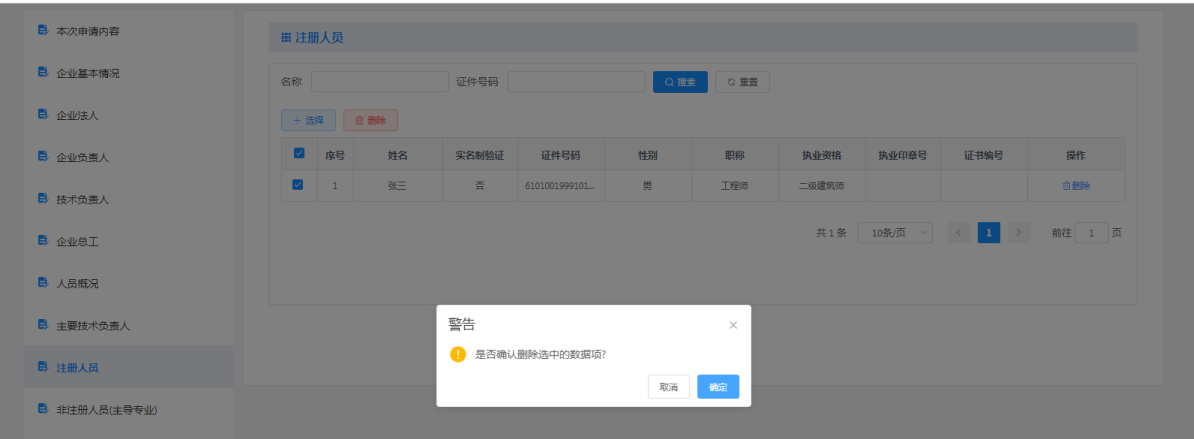 本次申请内容
企业基本情况
企业法人
企业负责人
技术负责人
企业总工
人员概况
主要技术负责人
注册人员
非注册人员(主导专业)
注册人员
名称 证件号码 搜索 重置
+ 选择 删除
序号 姓名 实名制验证 证件号码 性别 职称 执业资格 执业印章号 证书编号 操作
1 张三 否 6101001999101... 男 工程师 二级建筑师 删除
共 1 条 10条/页 < 1 > 前往 1 页
警告
是否确认删除选中的数据项?
取消 确定